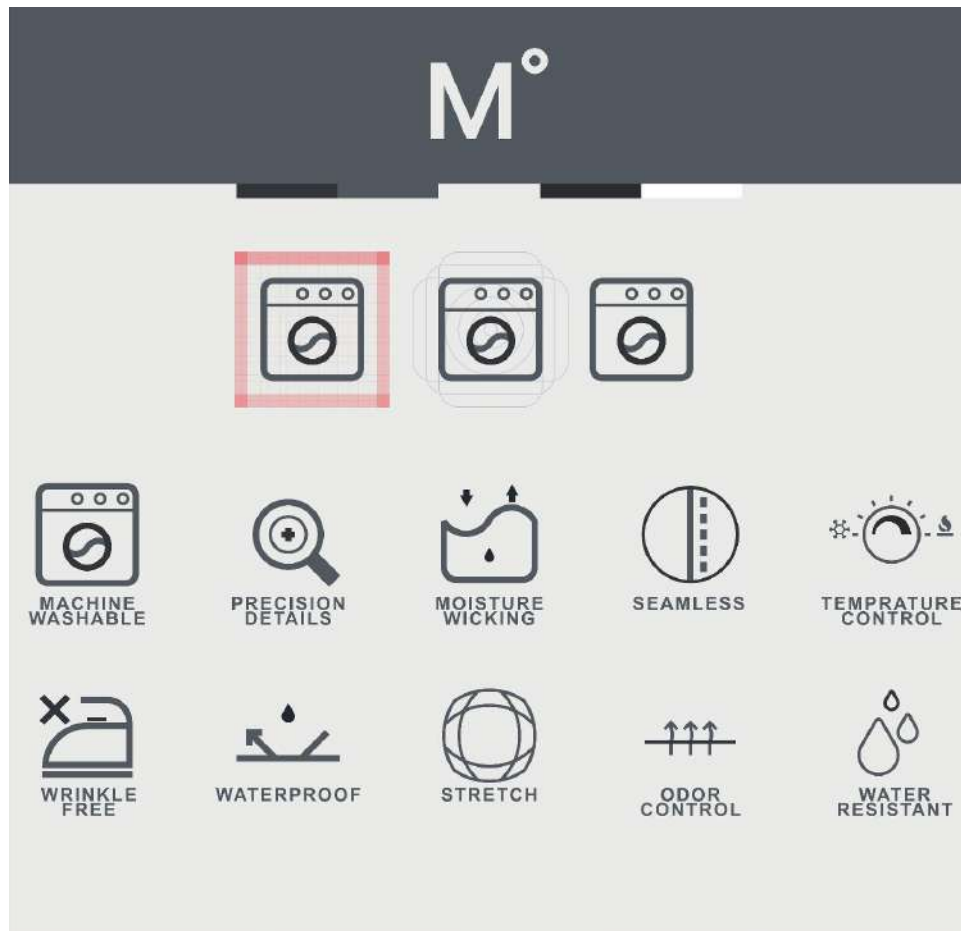 M°
MACHINE
WASHABLE
PRECISION
DETAILS
MOISTURE
WICKING
SEAMLESS
TEMPRATURE
CONTROL
WRINKLE
FREE
WATERPROOF
STRETCH
ODOR
CONTROL
WATER
RESISTANT